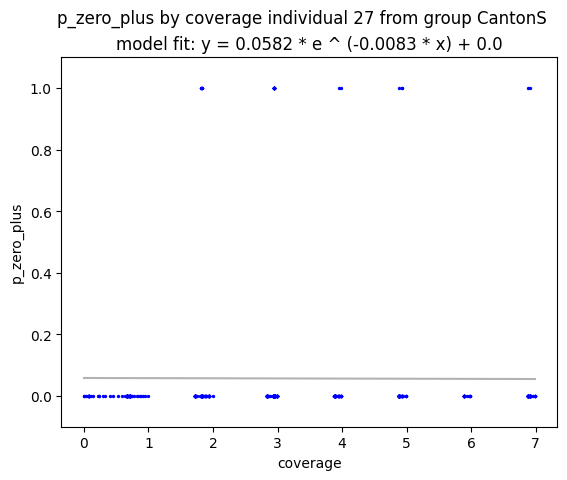 p_zero_plus by coverage individual 27 from group CantonS
model fit: y = 0.0582 * e ^ (-0.0083 * x) + 0.0
1.0
0.8
0.6
0.4
0.2
0.0
p_zero_plus
0 1 2 3 4 5 6 7
coverage